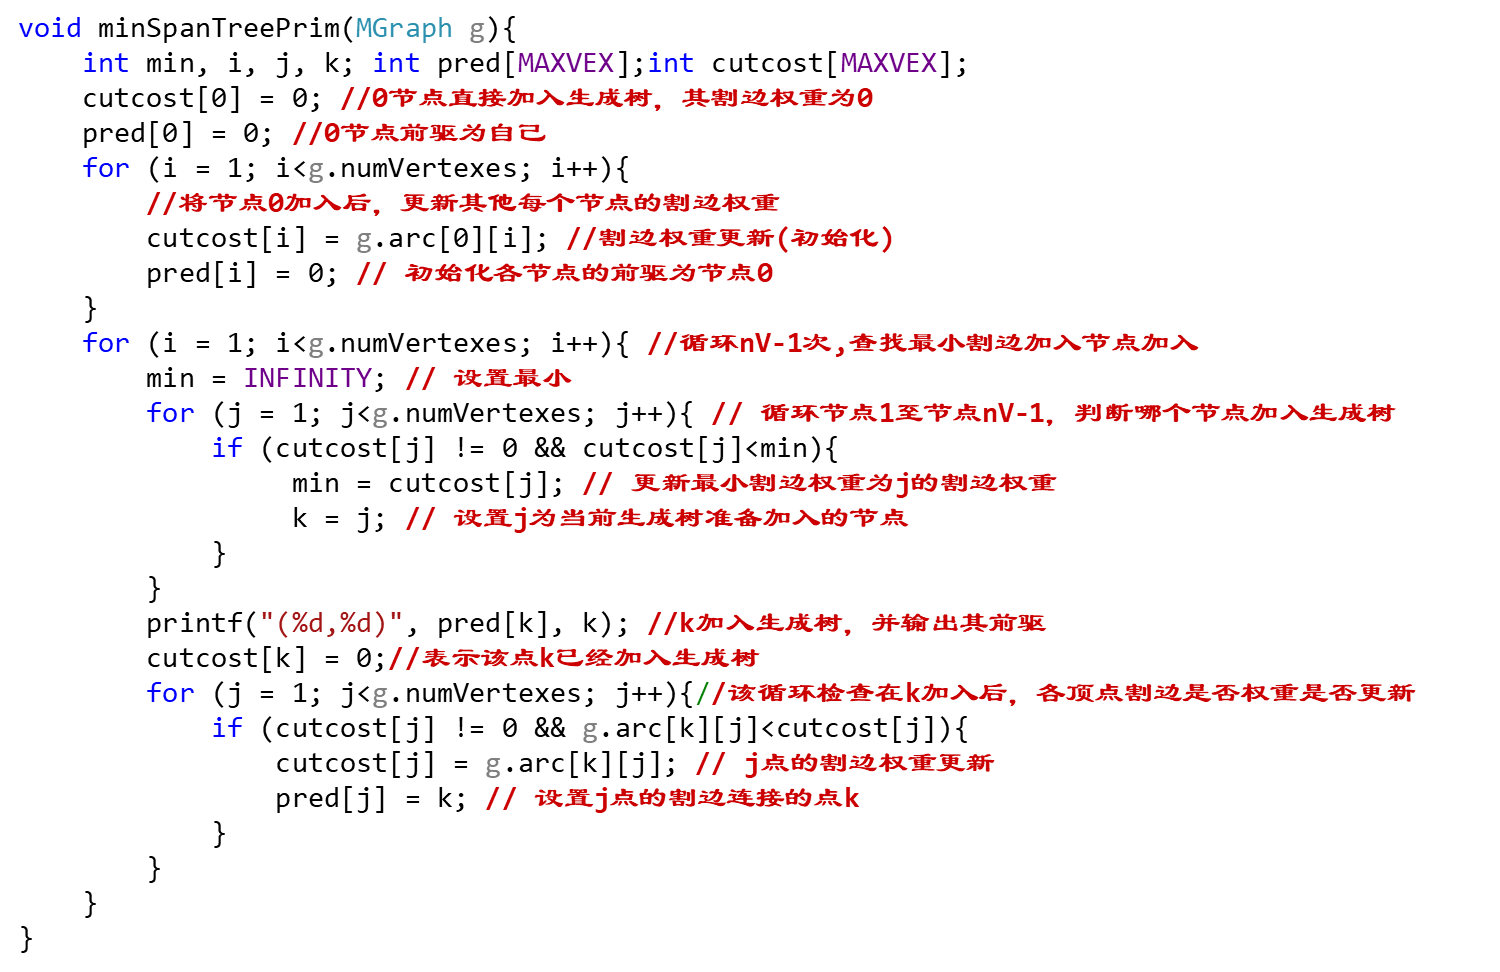 void minSpanTreePrim(MGraph g){
    int min, i, j, k; int pred[MAXVEX];int cutcost[MAXVEX];
    cutcost[0] = 0; //0节点直接加入生成树，其割边权重为0
    pred[0] = 0; //0节点前驱为自己
    for (i = 1; i<g.numVertexes; i++){
        //将节点0加入后，更新其他每个节点的割边权重
        cutcost[i] = g.arc[0][i]; //割边权重更新(初始化)
        pred[i] = 0; // 初始化各节点的前驱为节点0
    }
    for (i = 1; i<g.numVertexes; i++){ //循环nV-1次,查找最小割边加入节点加入
        min = INFINITY; // 设置最小
        for (j = 1; j<g.numVertexes; j++){ // 循环节点1至节点nV-1，判断哪个节点加入生成树
            if (cutcost[j] != 0 && cutcost[j]<min){
                 min = cutcost[j]; // 更新最小割边权重为j的割边权重
                 k = j; // 设置j为当前生成树准备加入的节点
            }
        }
        printf("(%d,%d)", pred[k], k); //k加入生成树，并输出其前驱
        cutcost[k] = 0;//表示该点k已经加入生成树
        for (j = 1; j<g.numVertexes; j++){//该循环检查在k加入后，各顶点割边是否权重是否更新
            if (cutcost[j] != 0 && g.arc[k][j]<cutcost[j]){
                cutcost[j] = g.arc[k][j]; // j点的割边权重更新
                pred[j] = k; // 设置j点的割边连接的点k
            }
        }
    }
}